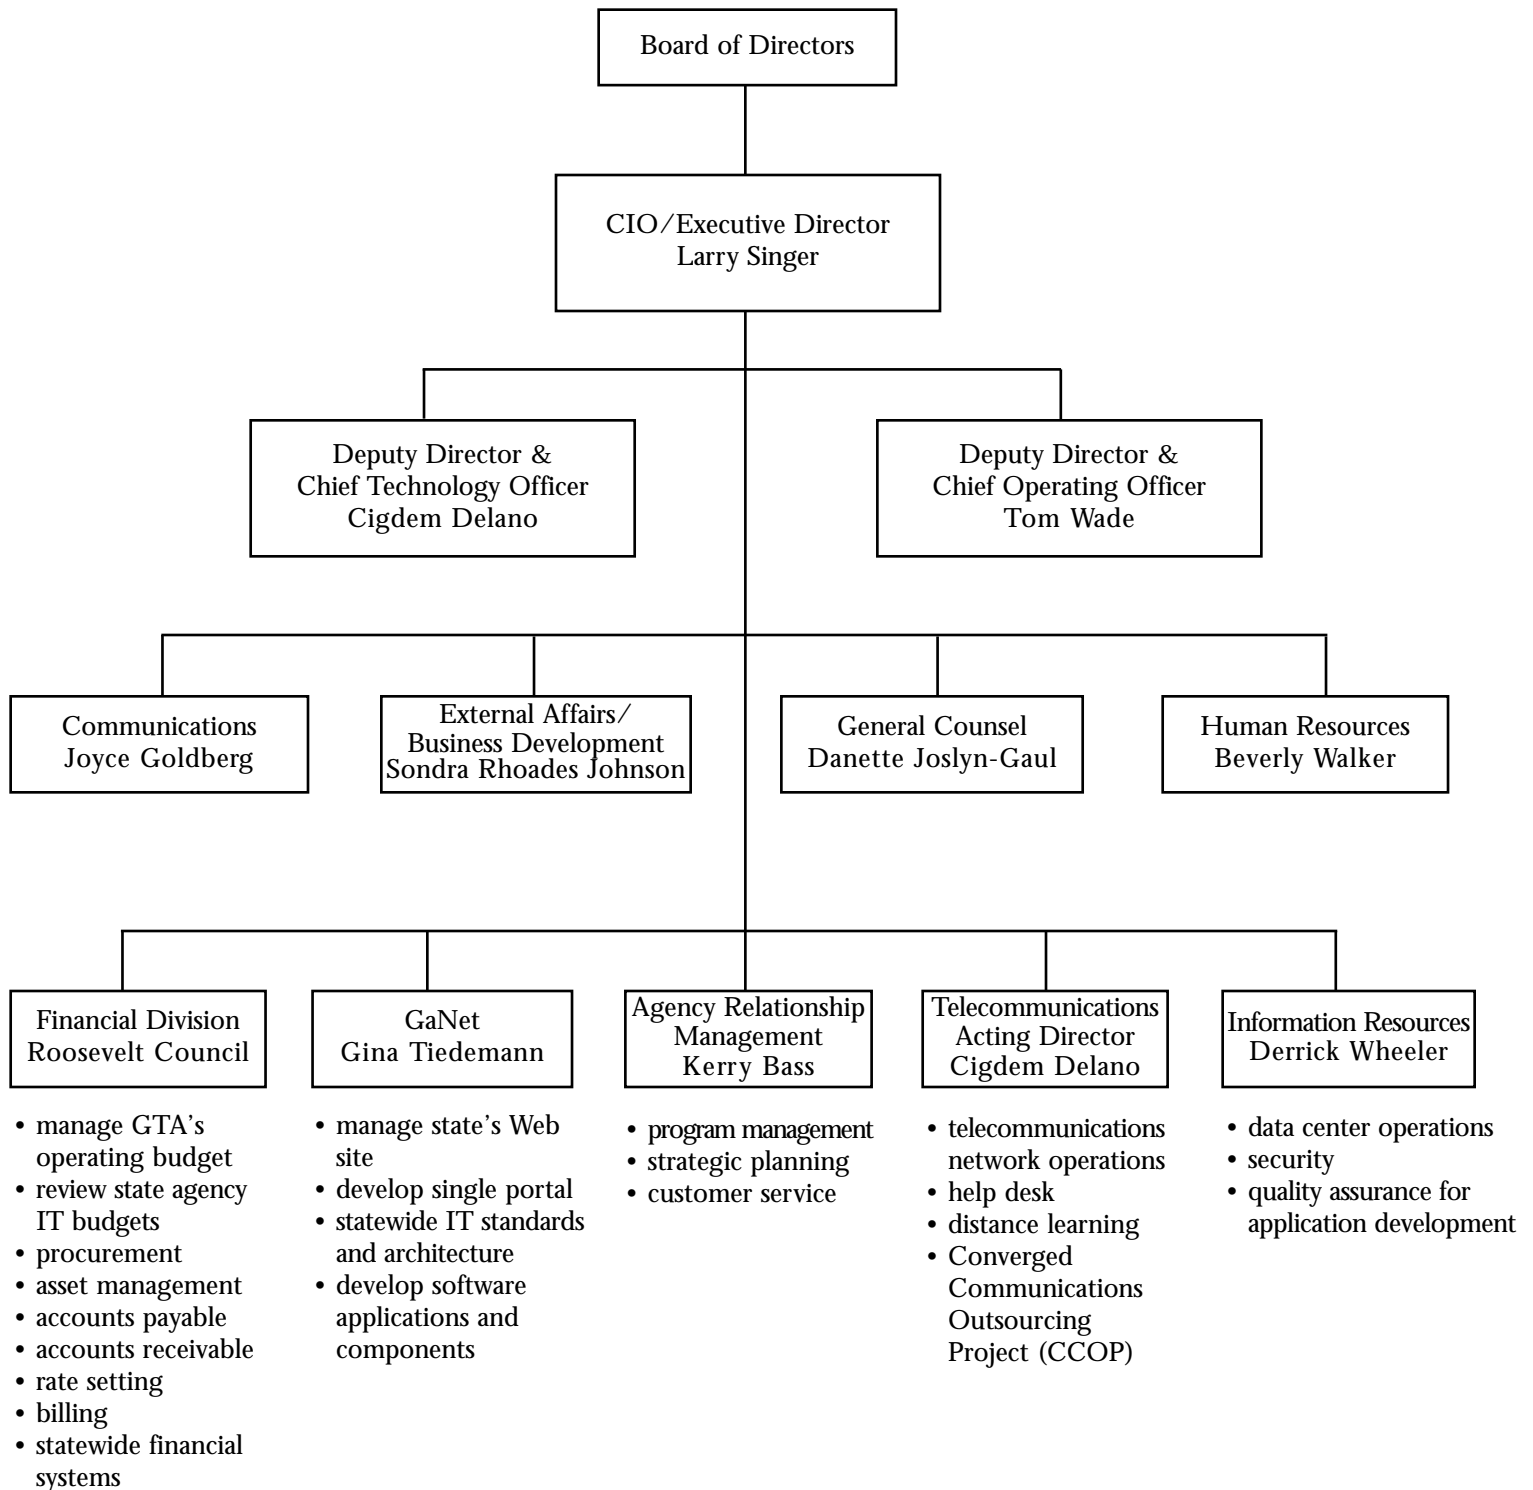 Board of Directors
CIO/Executive Director
Larry Singer
Deputy Director &
Chief Technology Officer
Cigdem Delano
Deputy Director &
Chief Operating Officer
Tom Wade
Communications
Joyce Goldberg
External Affairs/
Business Development
Sondra Rhoades Johnson
General Counsel
Danette Joslyn-Gaul
Human Resources
Beverly Walker
Financial Division
Roosevelt Council
• manage GTA's
operating budget
• review state agency
IT budgets
• procurement
• asset management
• accounts payable
• accounts receivable
• rate setting
• billing
• statewide financial
systems
GaNet
Gina Tiedemann
• manage state's Web
site
• develop single portal
• statewide IT standards
and architecture
• develop software
applications and
components
Agency Relationship
Management
Kerry Bass
• program management
• strategic planning
• customer service
Telecommunications
Acting Director
Cigdem Delano
• telecommunications
network operations
• help desk
• distance learning
• Converged
Communications
Outsourcing
Project (CCOP)
Information Resources
Derrick Wheeler
• data center operations
• security
• quality assurance for
application development